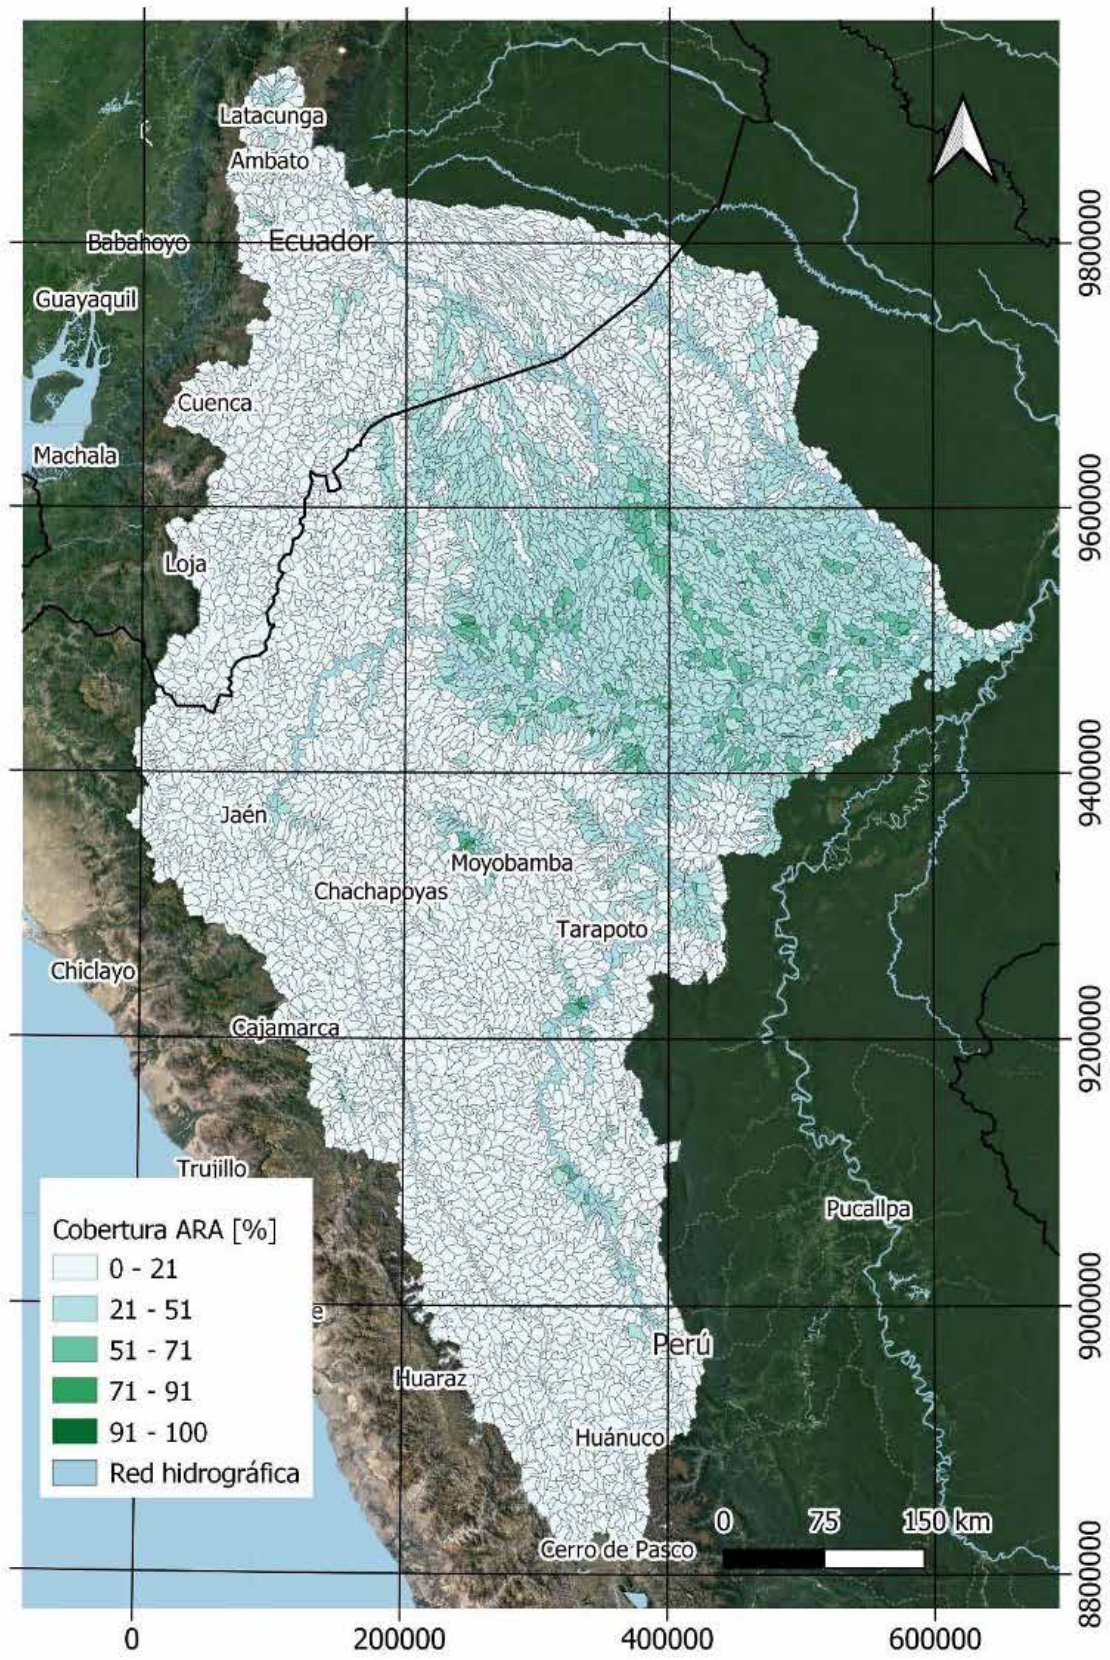 Latacunga
Ambato
Babahoyo
Ecuador
Guayaquil
Cuenca
Machala
Loja
Jaén
Moyobamba
Chachapoyas
Tarapoto
Chiclayo
Cajamarca
Trujillo
Pucallpa
Cobertura ARA [%]
0 - 21
21 - 51
51 - 71
71 - 91
91 - 100
Red hidrográfica
e
Perú
Huaraz
Huánuco
Cerro de Pasco
0 75 150 km
9800000
9600000
9400000
9200000
9000000
8800000
0 200000 400000 600000